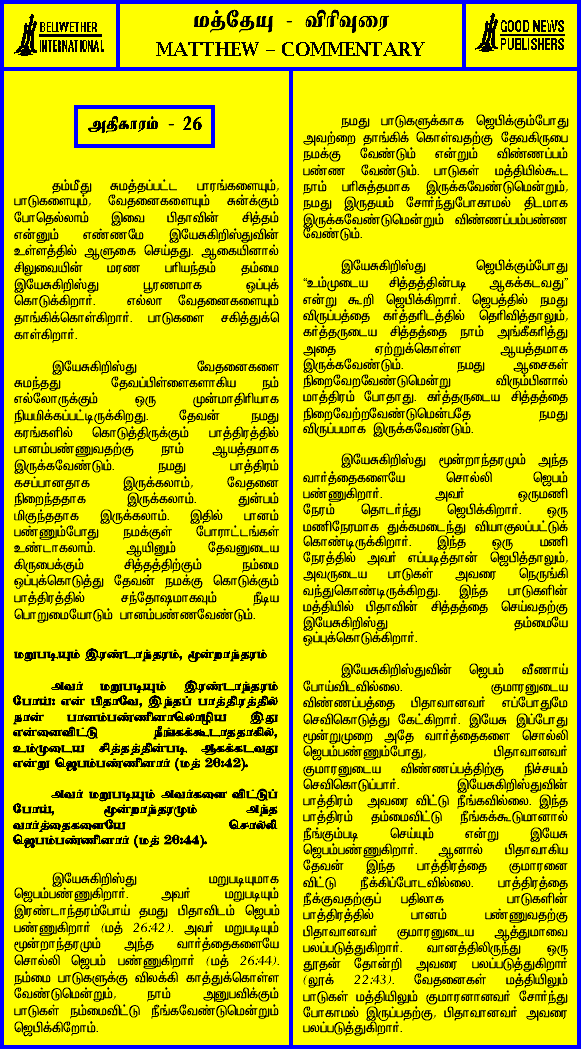 BELIWETHER
INTERNATIONAL
மத்தேயு - விரிவுரை
MATTHEW – COMMENTARY
GOOD NEWS
PUBLISHERS
அதிகாரம் - 26
தம்மீது சுமத்தப்பட்ட பாரங்களையும்,
பாடுகளையும், வேதனைகளையும் சுமக்கும்
போதெல்லாம் இவை பிதாவின் சித்தம்
என்னும் எண்ணமே இயேசுகிறிஸ்துவின்
உள்ளத்தில் ஆளுகை செய்தது. ஆகையினால்
சிலுவையின் மரண பரியந்தம் தம்மை
இயேசுகிறிஸ்து பூரணமாக ஒப்புக்
கொடுக்கிறார். எல்லா வேதனைகளையும்
தாங்கிக்கொள்கிறார். பாடுகளை சகித்துக்
காள்கிறார்.
இயேசுகிறிஸ்து வேதனைகளை
சுமந்தது தேவப்பிள்ளைகளாகிய நம்
எல்லோருக்கும் ஒரு முன்மாதிரியாக
நியமிக்கப்பட்டிருக்கிறது. தேவன் நமது
கரங்களில் கொடுத்திருக்கும் பாத்திரத்தில்
பானம்பண்ணுவதற்கு நாம் ஆயத்தமாக
இருக்கவேண்டும். நமது பாத்திரம்
கசப்பானதாக இருக்கலாம், வேதனை
நிறைந்ததாக இருக்கலாம். துன்பம்
மிகுந்ததாக இருக்கலாம். இதில் பானம்
பண்ணும்போது நமக்குள் போராட்டங்கள்
உண்டாகலாம். ஆயினும் தேவனுடைய
கிருபைக்கும் சித்தத்திற்கும் நம்மை
ஒப்புக்கொடுத்து தேவன் நமக்கு கொடுக்கும்
பாத்திரத்தில் சந்தோஷமாகவும் நீடிய
பொறுமையோடும் பானம்பண்ணவேண்டும்.
மறுபடியும் இரண்டாந்தரம், மூன்றாந்தரம்
அவர் மறுபடியும் இரண்டாந்தரம்
போய்: என் பிதாவே, இந்தப் பாத்திரத்தில்
நான் பானம்பண்ணினாலொழிய இது
என்னைவிட்டு நீங்கக்கூடாததாகில்,
உம்முடைய சித்தத்தின்படி ஆகக்கடவது
என்று ஜெபம்பண்ணினார் (மத் 26:42).
அவர் மறுபடியும் அவர்களை விட்டுப்
போய், மூன்றாந்தரமும் அந்த
வார்த்தைகளையே சொல்லி
ஜெபம்பண்ணினார் (மத் 26:44).
இயேசுகிறிஸ்து மறுபடியுமாக
ஜெபம்பண்ணுகிறார். அவர் மறுபடியும்
இரண்டாந்தரம்போய் தமது பிதாவிடம் ஜெபம்
பண்ணுகிறார் (மத் 26:42). அவர் மறுபடியும்
மூன்றாந்தரமும் அந்த வார்த்தைகளையே
சொல்லி ஜெபம் பண்ணுகிறார் (மத் 26:44).
நம்மை பாடுகளுக்கு விலக்கி காத்துக்கொள்ள
வேண்டுமென்றும், நாம் அனுபவிக்கும்
பாடுகள் நம்மைவிட்டு நீங்கவேண்டுமென்றும்
ஜெபிக்கிறோம்.
நமது பாடுகளுக்காக ஜெபிக்கும்போது
அவற்றை தாங்கிக் கொள்வதற்கு தேவகிருபை
நமக்கு வேண்டும் என்றும் விண்ணப்பம்
பண்ண வேண்டும். பாடுகள் மத்தியில்கூட
நாம் பரிசுத்தமாக இருக்கவேண்டுமென்றும்,
நமது இருதயம் சோர்ந்துபோகாமல் திடமாக
இருக்கவேண்டுமென்றும் விண்ணப்பம்பண்ண
வேண்டும்.
இயேசுகிறிஸ்து ஜெபிக்கும்போது
“உம்முடைய சித்தத்தின்படி ஆகக்கடவது”
என்று கூறி ஜெபிக்கிறார். ஜெபத்தில் நமது
விருப்பத்தை கர்த்தரிடத்தில் தெரிவித்தாலும்,
கர்த்தருடைய சித்தத்தை நாம் அங்கீகரித்து
அதை ஏற்றுக்கொள்ள ஆயத்தமாக
இருக்கவேண்டும். நமது ஆசைகள்
நிறைவேறவேண்டுமென்று விரும்பினால்
மாத்திரம் போதாது. கர்த்தருடைய சித்தத்தை
நிறைவேற்றவேண்டுமென்பதே நமது
விருப்பமாக இருக்கவேண்டும்.
இயேசுகிறிஸ்து மூன்றாந்தரமும் அந்த
வார்த்தைகளையே சொல்லி ஜெபம்
பண்ணுகிறார். அவர் ஒருமணி
நேரம் தொடர்ந்து ஜெபிக்கிறார். ஒரு
மணிநேரமாக துக்கமடைந்து வியாகுலப்பட்டுக்
கொண்டிருக்கிறார். இந்த ஒரு மணி
நேரத்தில் அவர் எப்படித்தான் ஜெபித்தாலும்,
அவருடைய பாடுகள் அவரை நெருங்கி
வந்துகொண்டிருக்கிறது. இந்த பாடுகளின்
மத்தியில் பிதாவின் சித்தத்தை செய்வதற்கு
இயேசுகிறிஸ்து தம்மையே
ஒப்புக்கொடுக்கிறார்.
இயேசுகிறிஸ்துவின் ஜெபம் வீணாய்
போய்விடவில்லை. குமாரனுடைய
விண்ணப்பத்தை பிதாவானவர் எப்போதுமே
செவிகொடுத்து கேட்கிறார். இயேசு இப்போது
மூன்றுமுறை அதே வார்த்தைகளை சொல்லி
ஜெபம்பண்ணும்போது, பிதாவானவர்
குமாரனுடைய விண்ணப்பத்திற்கு நிச்சயம்
செவிகொடுப்பார். இயேசுகிறிஸ்துவின்
பாத்திரம் அவரை விட்டு நீங்கவில்லை. இந்த
பாத்திரம் தம்மைவிட்டு நீங்கக்கூடுமானால்
நீங்கும்படி செய்யும் என்று இயேசு
ஜெபம்பண்ணுகிறார். ஆனால் பிதாவாகிய
தேவன் இந்த பாத்திரத்தை குமாரனை
விட்டு நீக்கிப்போடவில்லை. பாத்திரத்தை
நீக்குவதற்குப் பதிலாக பாடுகளின்
பாத்திரத்தில் பானம் பண்ணுவதற்கு
பிதாவானவர் குமாரனுடைய ஆத்துமாவை
பலப்படுத்துகிறார். வானத்திலிருந்து ஒரு
தூதன் தோன்றி அவரை பலப்படுத்துகிறார்
(லூக் 22:43). வேதனைகள் மத்தியிலும்
பாடுகள் மத்தியிலும் குமாரனானவர் சோர்ந்து
போகாமல் இருப்பதற்கு, பிதாவானவர் அவரை
பலப்படுத்துகிறார்.